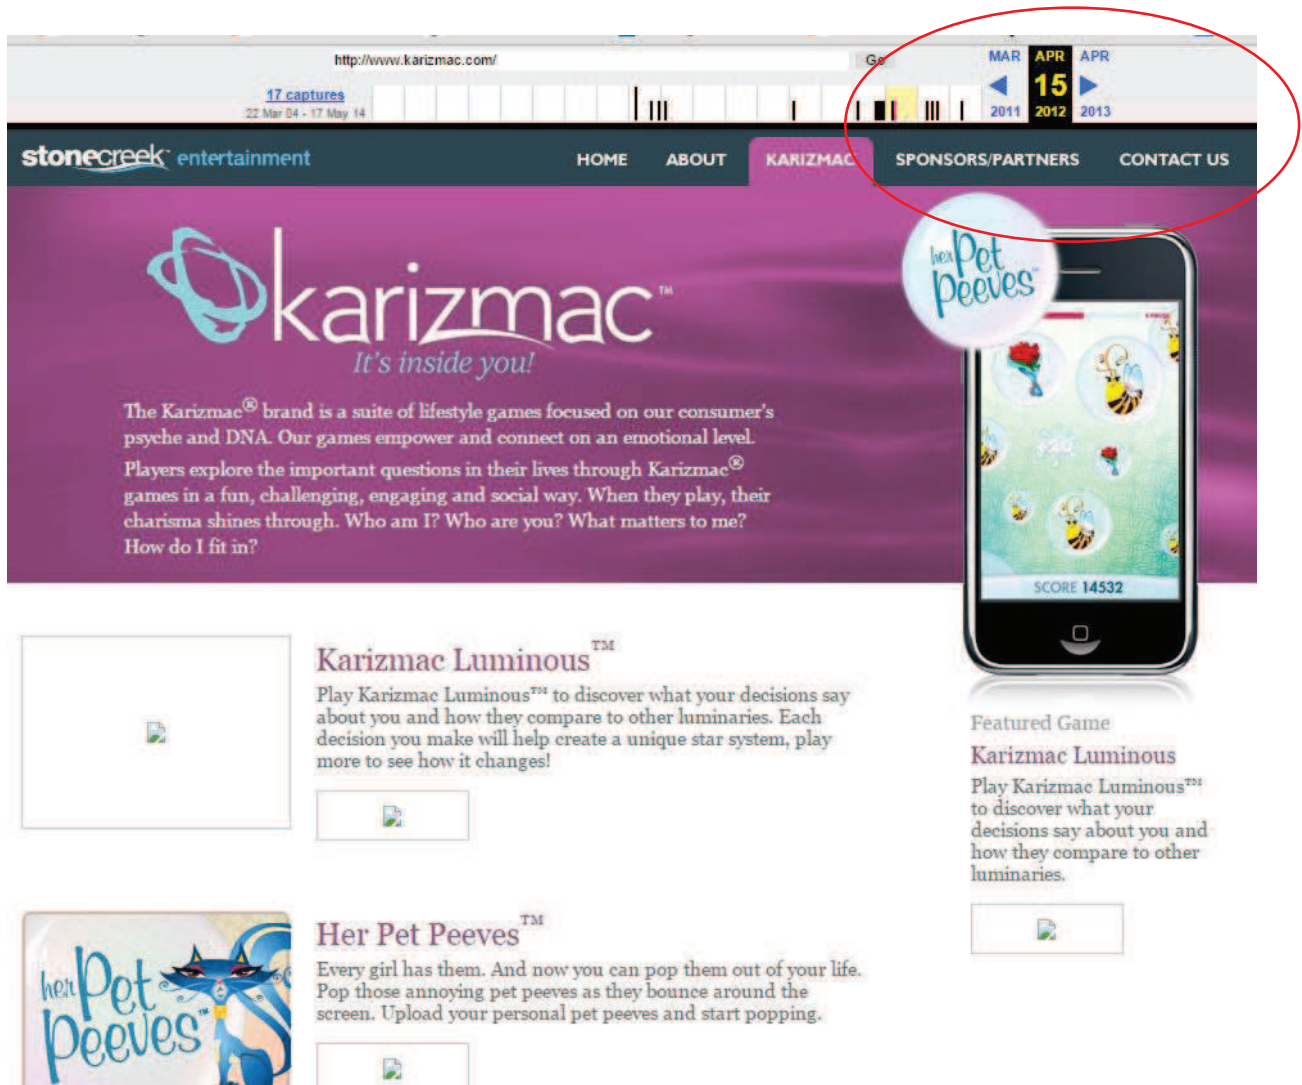 http://www.karizmac.com/
Go
MAR APR APR
15
2011 2012 2013
17 captures
22 Mar 04 - 17 May 14
stonecreek entertainment
HOME ABOUT KARIZMAC SPONSORS/PARTNERS CONTACT US
karizmac™
It's inside you!
The Karizmac® brand is a suite of lifestyle games focused on our consumer's
psyche and DNA. Our games empower and connect on an emotional level.
Players explore the important questions in their lives through Karizmac®
games in a fun, challenging, engaging and social way. When they play, their
charisma shines through. Who am I? Who are you? What matters to me?
How do I fit in?
her Pet
Peeves™
SCORE 14532
Karizmac Luminous™
Play Karizmac Luminous™ to discover what your decisions say
about you and how they compare to other luminaries. Each
decision you make will help create a unique star system, play
more to see how it changes!
Featured Game
Karizmac Luminous
Play Karizmac Luminous™
to discover what your
decisions say about you and
how they compare to other
luminaries.
her Pet
Peeves™
Her Pet Peeves™
Every girl has them. And now you can pop them out of your life.
Pop those annoying pet peeves as they bounce around the
screen. Upload your personal pet peeves and start popping.